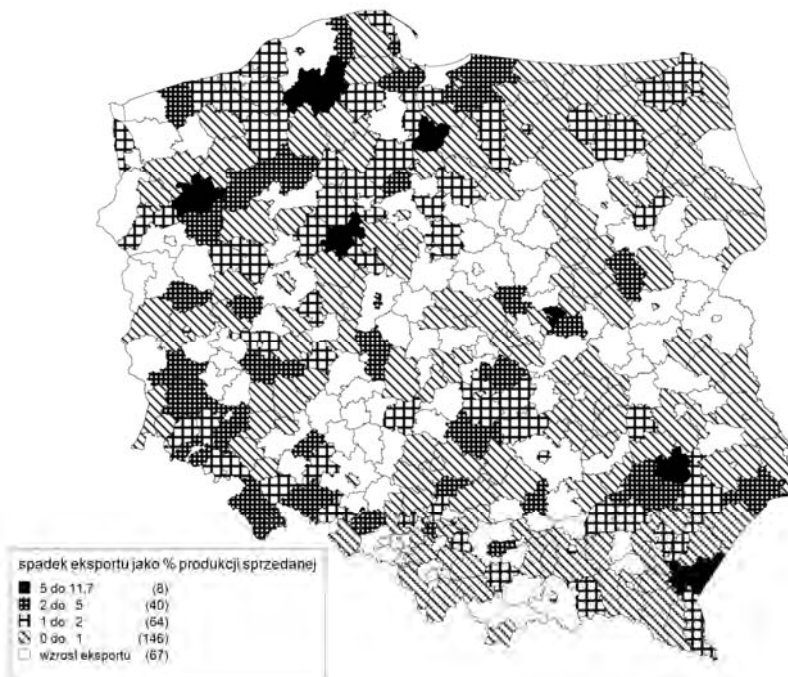 spadek eksportu jako % produkcji sprzedanej
5 do 11,7 (8)
2 do 5 (40)
1 do 2 (64)
0 do 1 (146)
wzrost eksportu (67)